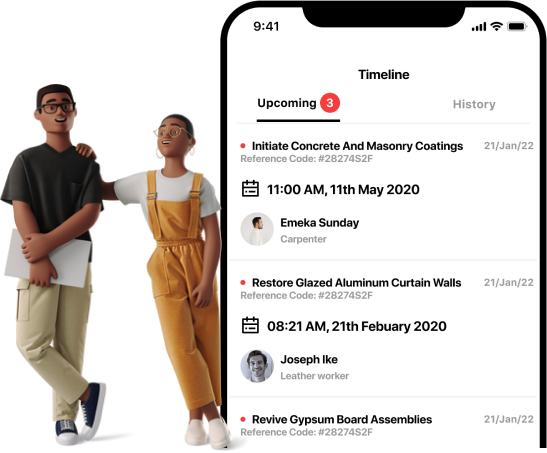 9:41
Timeline
Upcoming 3 History
Initiate Concrete And Masonry Coatings 21/Jan/22
Reference Code: #28274S2F
11:00 AM, 11th May 2020
Emeka Sunday
Carpenter
Restore Glazed Aluminum Curtain Walls 21/Jan/22
Reference Code: #28274S2F
08:21 AM, 21th Febuary 2020
Joseph Ike
Leather worker
Revive Gypsum Board Assemblies 21/Jan/22
Reference Code: #28274S2F